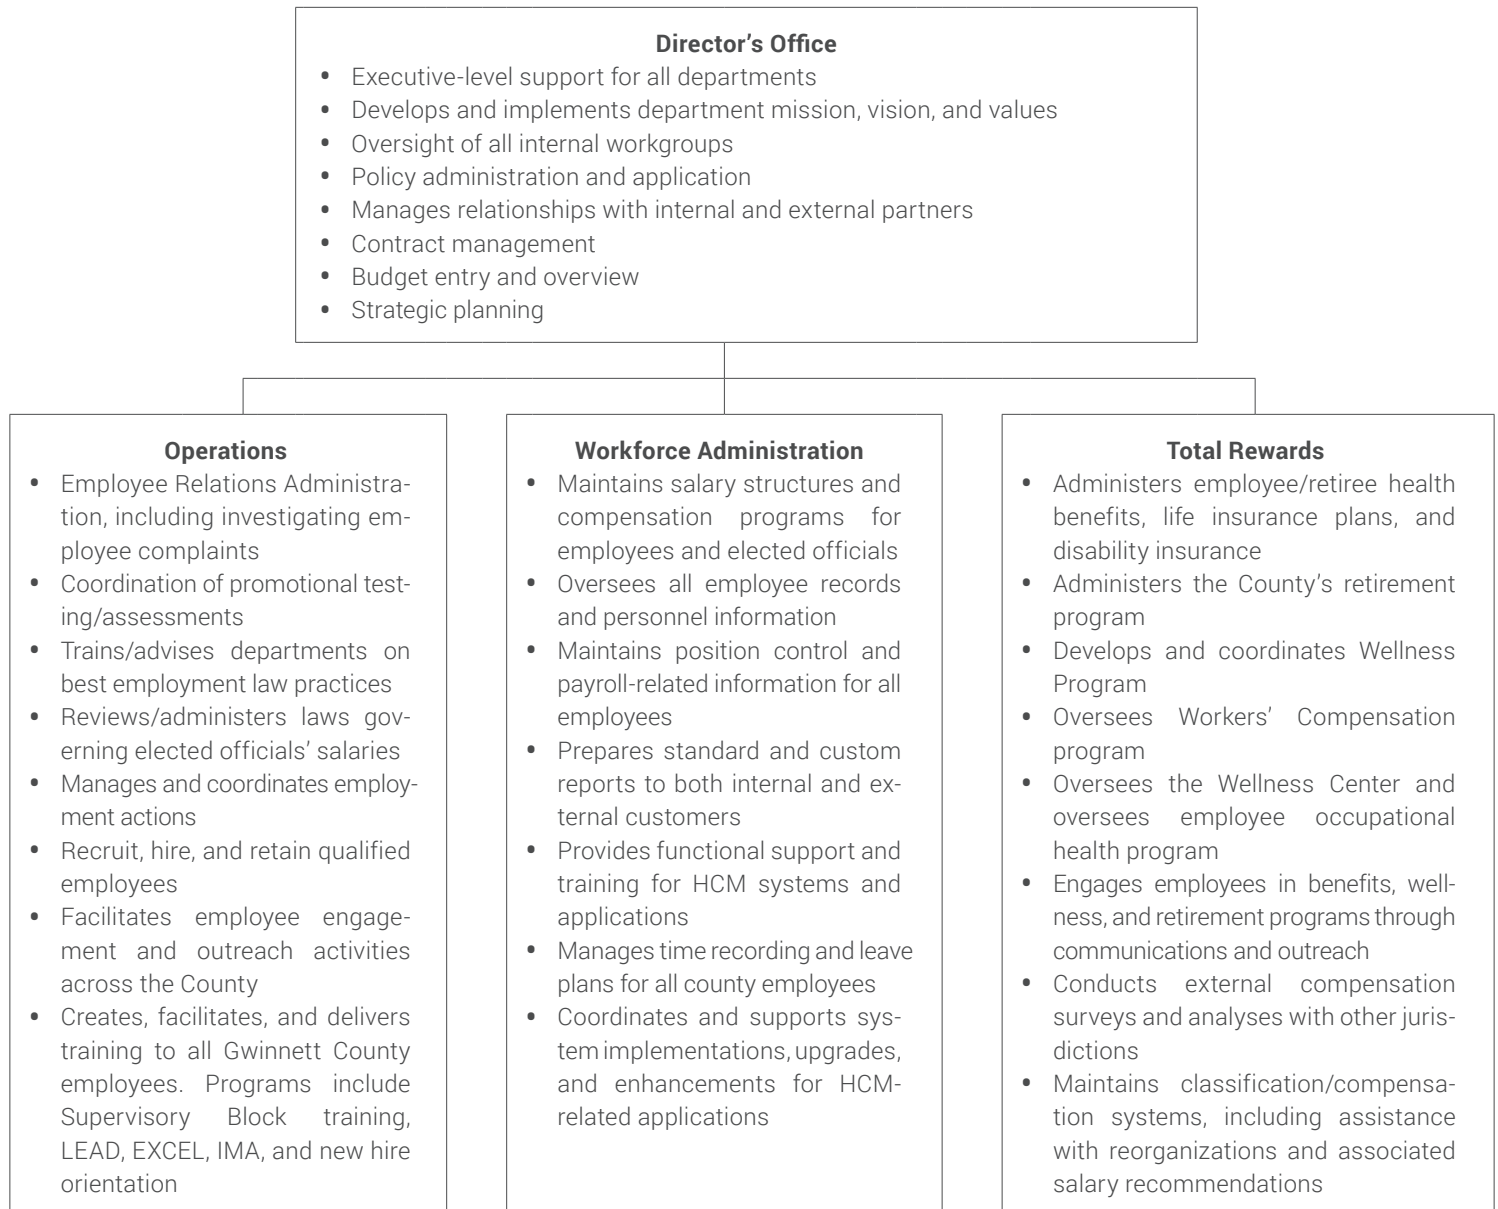 Director’s Office
• Executive-level support for all departments
• Develops and implements department mission, vision, and values
• Oversight of all internal workgroups
• Policy administration and application
• Manages relationships with internal and external partners
• Contract management
• Budget entry and overview
• Strategic planning
Operations
• Employee Relations Administra-
tion, including investigating em-
ployee complaints
• Coordination of promotional test-
ing/assessments
• Trains/advises departments on
best employment law practices
• Reviews/administers laws gov-
erning elected officials’ salaries
• Manages and coordinates employ-
ment actions
• Recruit, hire, and retain qualified
employees
• Facilitates employee engage-
ment and outreach activities
across the County
• Creates, facilitates, and delivers
training to all Gwinnett County
employees. Programs include
Supervisory Block training,
LEAD, EXCEL, IMA, and new hire
orientation
Workforce Administration
• Maintains salary structures and
compensation programs for
employees and elected officials
• Oversees all employee records
and personnel information
• Maintains position control and
payroll-related information for all
employees
• Prepares standard and custom
reports to both internal and ex-
ternal customers
• Provides functional support and
training for HCM systems and
applications
• Manages time recording and leave
plans for all county employees
• Coordinates and supports sys-
tem implementations, upgrades,
and enhancements for HCM-
related applications
Total Rewards
• Administers employee/retiree health
benefits, life insurance plans, and
disability insurance
• Administers the County’s retirement
program
• Develops and coordinates Wellness
Program
• Oversees Workers’ Compensation
program
• Oversees the Wellness Center and
oversees employee occupational
health program
• Engages employees in benefits, well-
ness, and retirement programs through
communications and outreach
• Conducts external compensation
surveys and analyses with other juris-
dictions
• Maintains classification/compensa-
tion systems, including assistance
with reorganizations and associated
salary recommendations